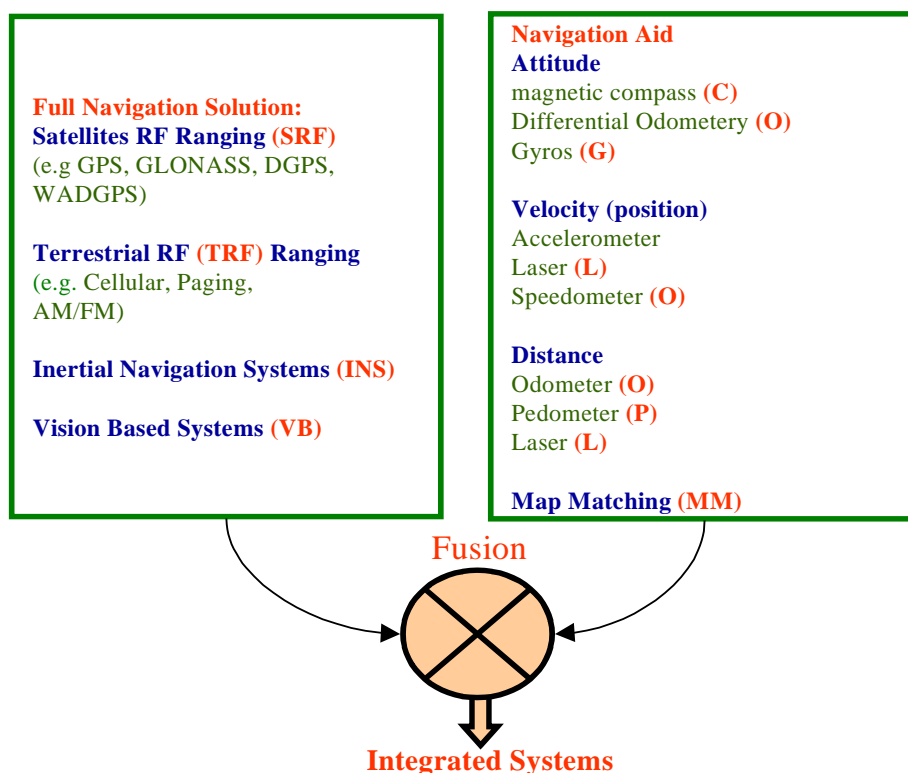 Full Navigation Solution:
Satellites RF Ranging (SRF)
(e.g GPS, GLONASS, DGPS,
WADGPS)
Terrestrial RF (TRF) Ranging
(e.g. Cellular, Paging,
AM/FM)
Inertial Navigation Systems (INS)
Vision Based Systems (VB)
Navigation Aid
Attitude
magnetic compass (C)
Differential Odometery (O)
Gyros (G)
Velocity (position)
Accelerometer
Laser (L)
Speedometer (O)
Distance
Odometer (O)
Pedometer (P)
Laser (L)
Map Matching (MM)
Fusion
Integrated Systems